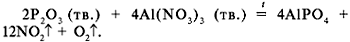 2P₂O₃ (тв.) + 4Al(NO₃)₃ (тв.) =ᵗ 4AlPO₄ +
12NO₂↑ + O₂↑.